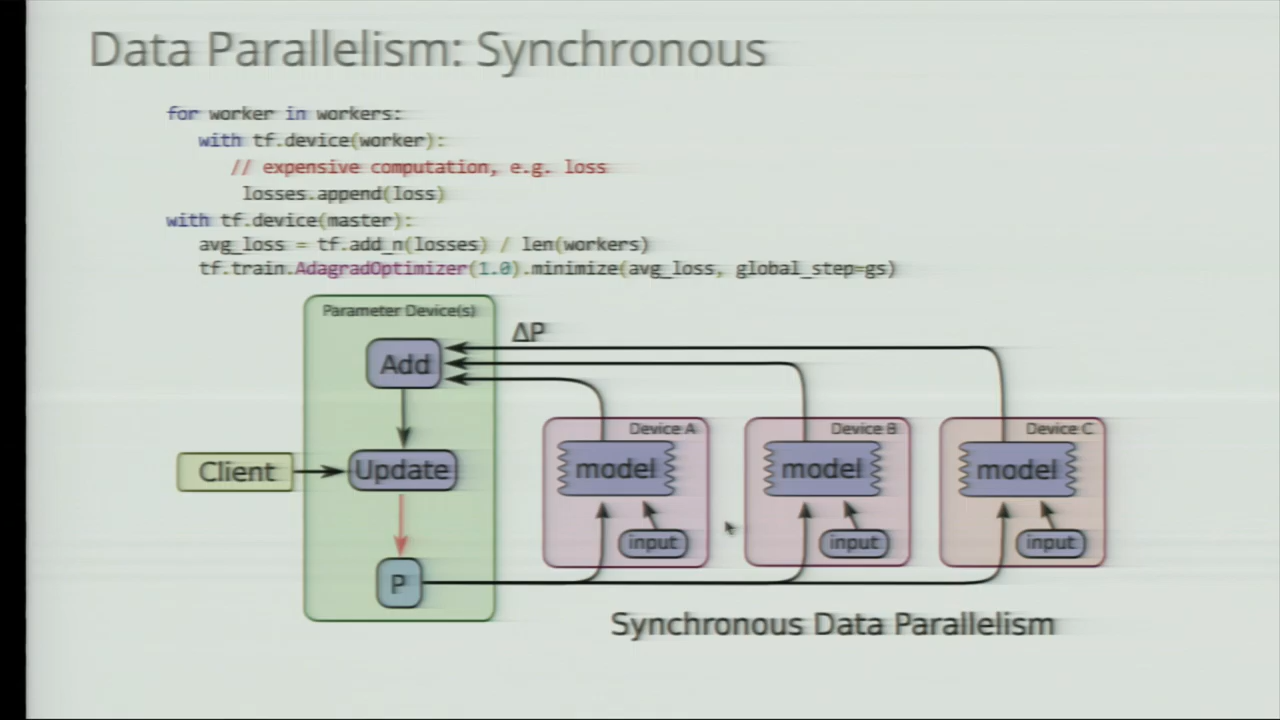 Data Parallelism: Synchronous
for worker in workers:
with tf.device(worker):
// expensive computation, e.g. loss
losses.append(loss)
with tf.device(master):
avg_loss = tf.add_n(losses) / len(workers)
tf.train.AdagradOptimizer(1.0).minimize(avg_loss, global_step=gs)
Parameter Device(s)
ΔP
Add
Device A
Device B
Device C
Client
Update
model
model
model
input
input
input
P
Synchronous Data Parallelism